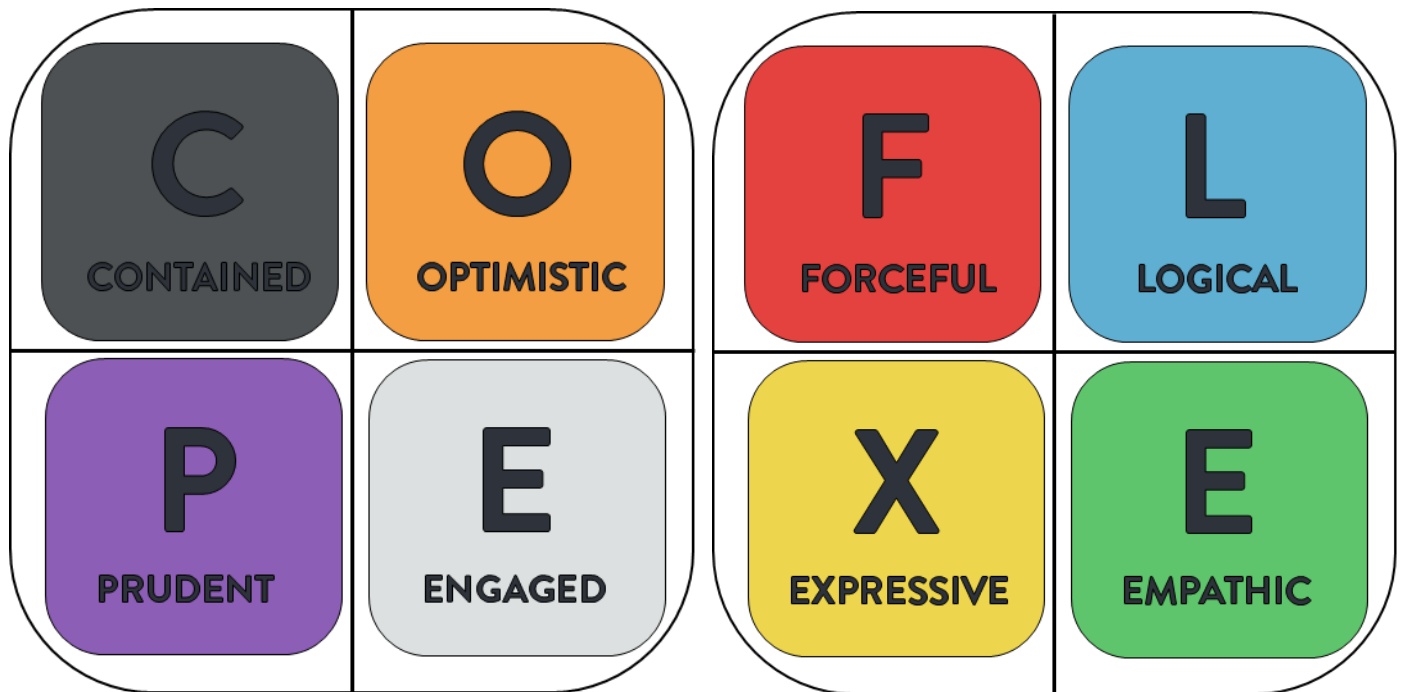 C
CONTAINED
O
OPTIMISTIC
P
PRUDENT
E
ENGAGED
F
FORCEFUL
L
LOGICAL
X
EXPRESSIVE
E
EMPATHIC